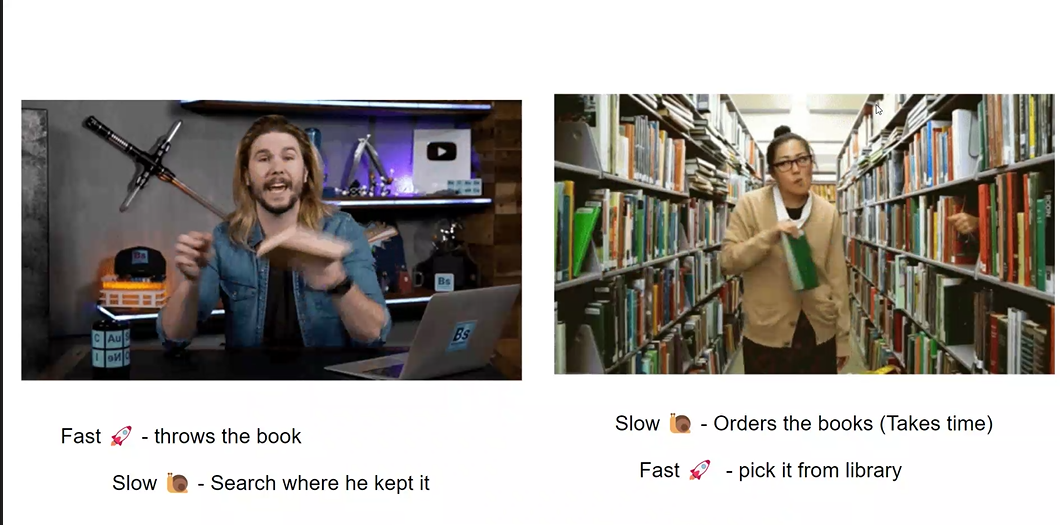 Bs
Bs
Bs
C Au
Fast 🚀 - throws the book
Slow 🐌 - Search where he kept it
Slow 🐌 - Orders the books (Takes time)
Fast 🚀 - pick it from library